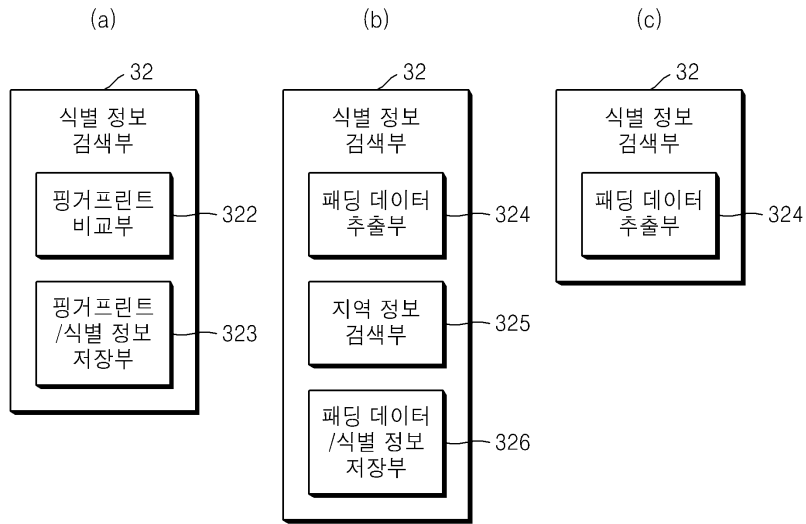 (a)
32
식별 정보
검색부
핑거프린트
비교부
322
핑거프린트
/식별 정보
저장부
323
(b)
32
식별 정보
검색부
패딩 데이터
추출부
324
지역 정보
검색부
325
패딩 데이터
/식별 정보
저장부
326
(c)
32
식별 정보
검색부
패딩 데이터
추출부
324